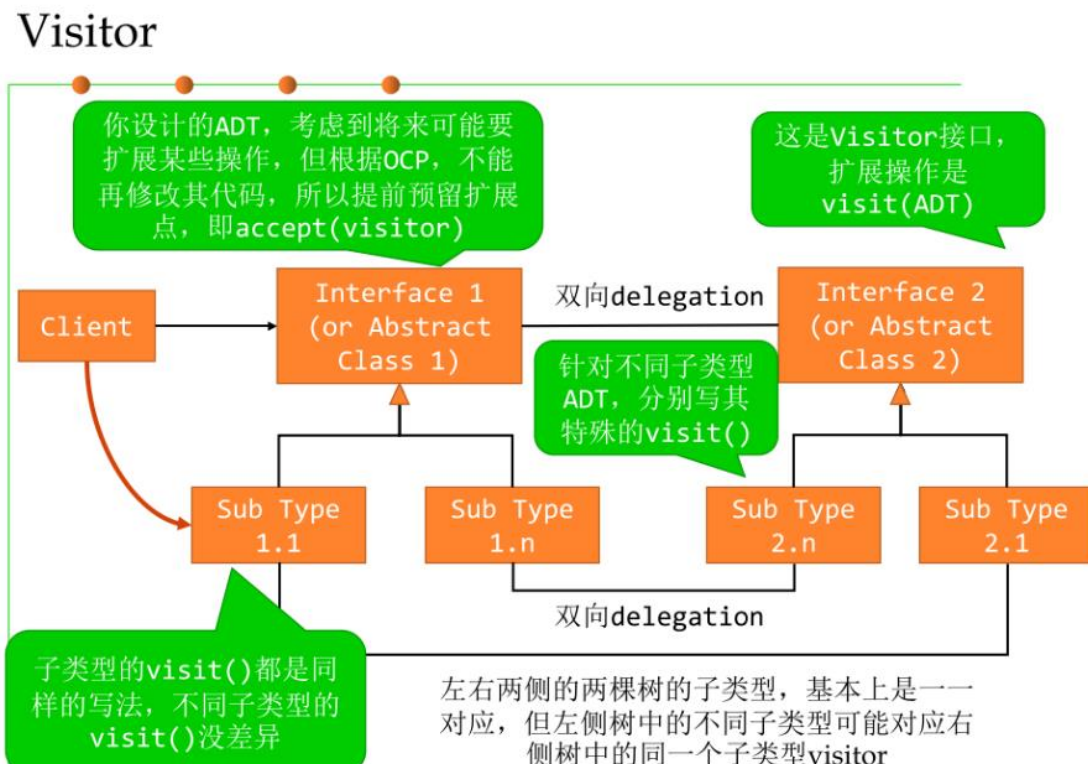 Visitor
你设计的ADT，考虑到将来可能要
扩展某些操作，但根据OCP，不能
再修改其代码，所以提前预留扩展
点，即accept(visitor)
这是Visitor接口，
扩展操作是
visit(ADT)
Client
Interface 1
(or Abstract
Class 1)
双向delegation
Interface 2
(or Abstract
Class 2)
针对不同子类型
ADT，分别写其
特殊的visit()
Sub Type
1.1
Sub Type
1.n
Sub Type
2.n
Sub Type
2.1
双向delegation
子类型的visit()都是同
样的写法，不同子类型的
visit()没差异
左右两侧的两棵树的子类型，基本上是一一
对应，但左侧树中的不同子类型可能对应右
侧树中的同一个子类型visitor